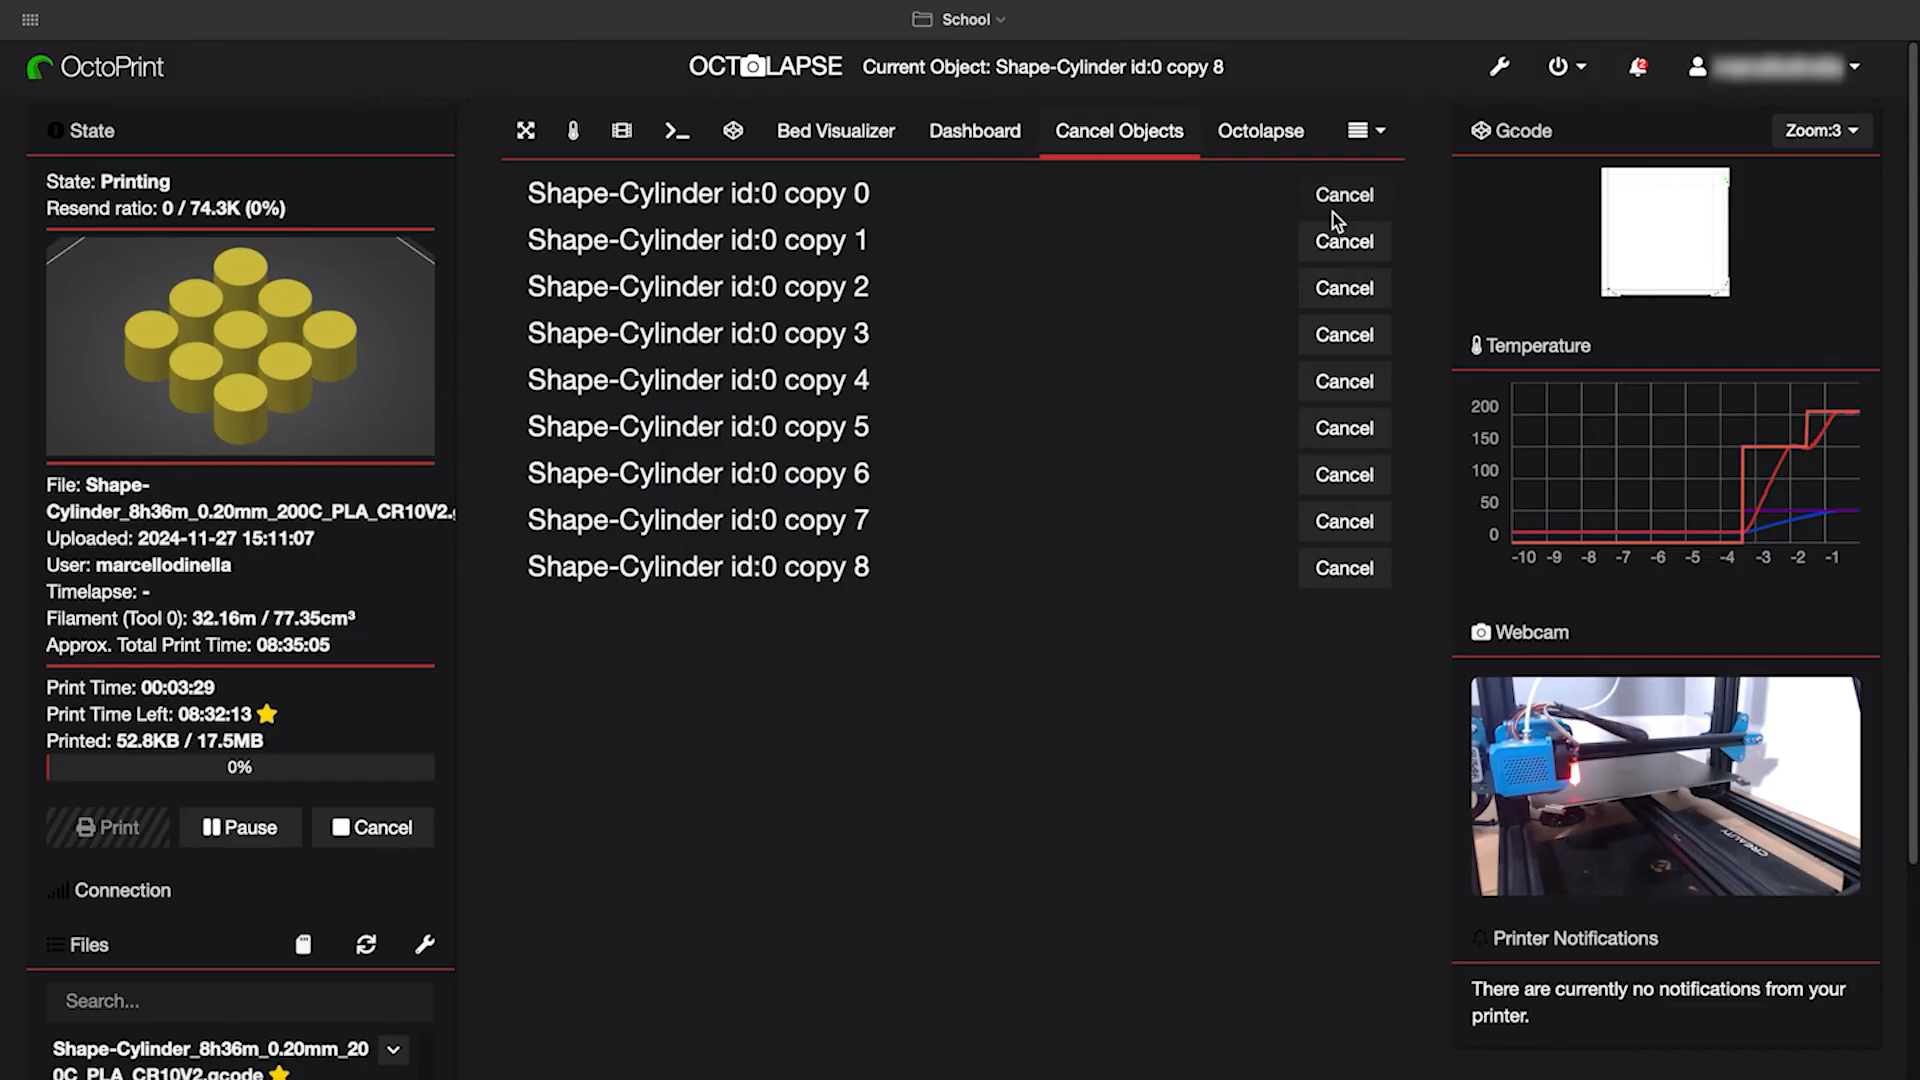 School
OctoPrint
OCTOLAPSE
Current Object: Shape-Cylinder id:0 copy 8
2
State
State: Printing
Resend ratio: 0 / 74.3K (0%)
File: Shape-
Cylinder_8h36m_0.20mm_200C_PLA_CR10V2.
Uploaded: 2024-11-27 15:11:07
User: marcellodinella
Timelapse: -
Filament (Tool 0): 32.16m / 77.35cm³
Approx. Total Print Time: 08:35:05
Print Time: 00:03:29
Print Time Left: 08:32:13
Printed: 52.8KB / 17.5MB
0%
Print
Pause
Cancel
Connection
Files
Search...
Shape-Cylinder_8h36m_0.20mm_20
0C_PLA_CR10V2.gcode
Bed Visualizer
Dashboard
Cancel Objects
Octolapse
Shape-Cylinder id:0 copy 0 Cancel
Shape-Cylinder id:0 copy 1 Cancel
Shape-Cylinder id:0 copy 2 Cancel
Shape-Cylinder id:0 copy 3 Cancel
Shape-Cylinder id:0 copy 4 Cancel
Shape-Cylinder id:0 copy 5 Cancel
Shape-Cylinder id:0 copy 6 Cancel
Shape-Cylinder id:0 copy 7 Cancel
Shape-Cylinder id:0 copy 8 Cancel
Gcode
Zoom:3
Temperature
200
150
100
50
0
-10 -9 -8 -7 -6 -5 -4 -3 -2 -1
Webcam
CREALITY
Printer Notifications
There are currently no notifications from your
printer.